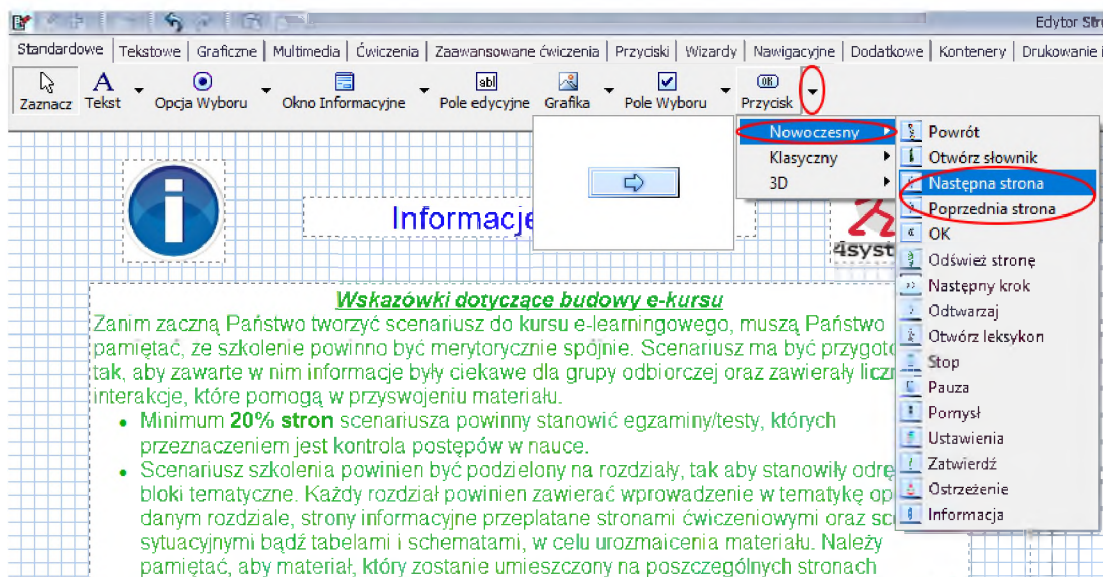 Edytor Stro
Standardowe Tekstowe Graficzne Multimedia Ćwiczenia Zaawansowane ćwiczenia Przyciski Wizardy Nawigacyjne Dodatkowe Kontenery Drukowanie i
Zaznacz Tekst Opcja Wyboru Okno Informacyjne Pole edycyjne Grafika Pole Wyboru Przycisk
Nowoczesny
Klasyczny
3D
Powrót
Otwórz słownik
Następna strona
Poprzednia strona
OK
Odśwież stronę
Następny krok
Odtwarzaj
Otwórz leksykon
Stop
Pauza
Pomysł
Ustawienia
Zatwierdź
Ostrzeżenie
Informacja
Informacje
4syst
Wskazówki dotyczące budowy e-kursu
Zanim zaczną Państwo tworzyć scenariusz do kursu e-learningowego, muszą Państwo
pamiętać, że szkolenie powinno być merytorycznie spójnie. Scenariusz ma być przygoto
tak, aby zawarte w nim informacje były ciekawe dla grupy odbiorczej oraz zawierały liczn
interakcje, które pomogą w przyswojeniu materiału.
• Minimum 20% stron scenariusza powinny stanowić egzaminy/testy, których
przeznaczeniem jest kontrola postępów w nauce.
• Scenariusz szkolenia powinien być podzielony na rozdziały, tak aby stanowiły odrę
bloki tematyczne. Każdy rozdział powinien zawierać wprowadzenie w tematykę op
danym rozdziale, strony informacyjne przeplatane stronami ćwiczeniowymi oraz sc
sytuacyjnymi bądź tabelami i schematami, w celu urozmaicenia materiału. Należy
pamiętać, aby materiał, który zostanie umieszczony na poszczególnych stronach